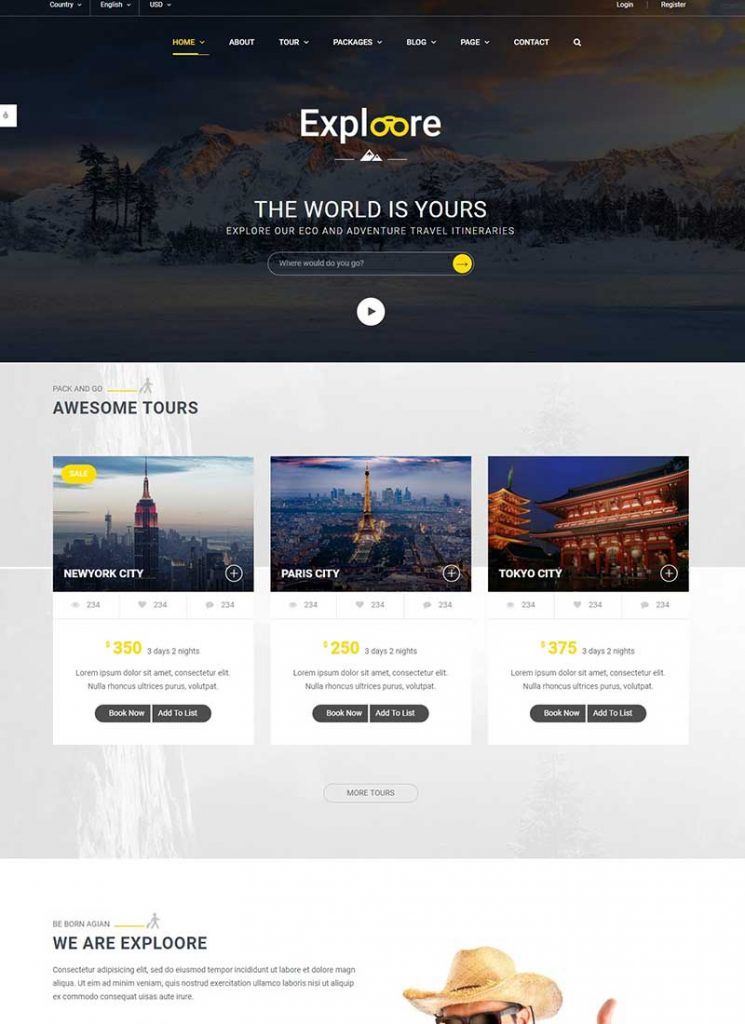 Country English USD Login Register
HOME ABOUT TOUR PACKAGES BLOG PAGE CONTACT
Exploore
THE WORLD IS YOURS
EXPLORE OUR ECO AND ADVENTURE TRAVEL ITINERARIES
Where would do you go?
PACK AND GO
AWESOME TOURS
SALE
NEWYORK CITY PARIS CITY TOKYO CITY
234 234 234 234 234 234 234 234 234
$ 350 3 days 2 nights $ 250 3 days 2 nights $ 375 3 days 2 nights
Lorem ipsum dolor sit amet, consectetur elit. Lorem ipsum dolor sit amet, consectetur elit. Lorem ipsum dolor sit amet, consectetur elit.
Nulla rhoncus ultrices purus, volutpat. Nulla rhoncus ultrices purus, volutpat. Nulla rhoncus ultrices purus, volutpat.
Book Now Add To List Book Now Add To List Book Now Add To List
MORE TOURS
BE BORN AGIAN
WE ARE EXPLOORE
Consectetur adipisicing elit, sed do eiusmod tempor incididunt ut labore et dolore magn
aliqua. Ut eim ad minim veniam, quis nostrud exercitation ullamco laboris nisi ut aliquip
ex commodo consequat uisas aute irure.